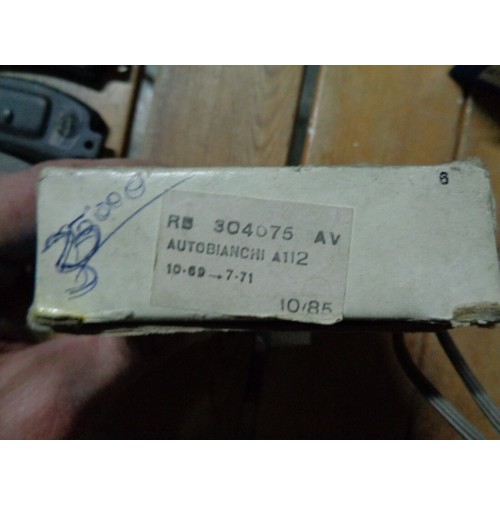 6
RB 304075 AV
AUTOBIANCHI A112
10-69→7-71
10/85